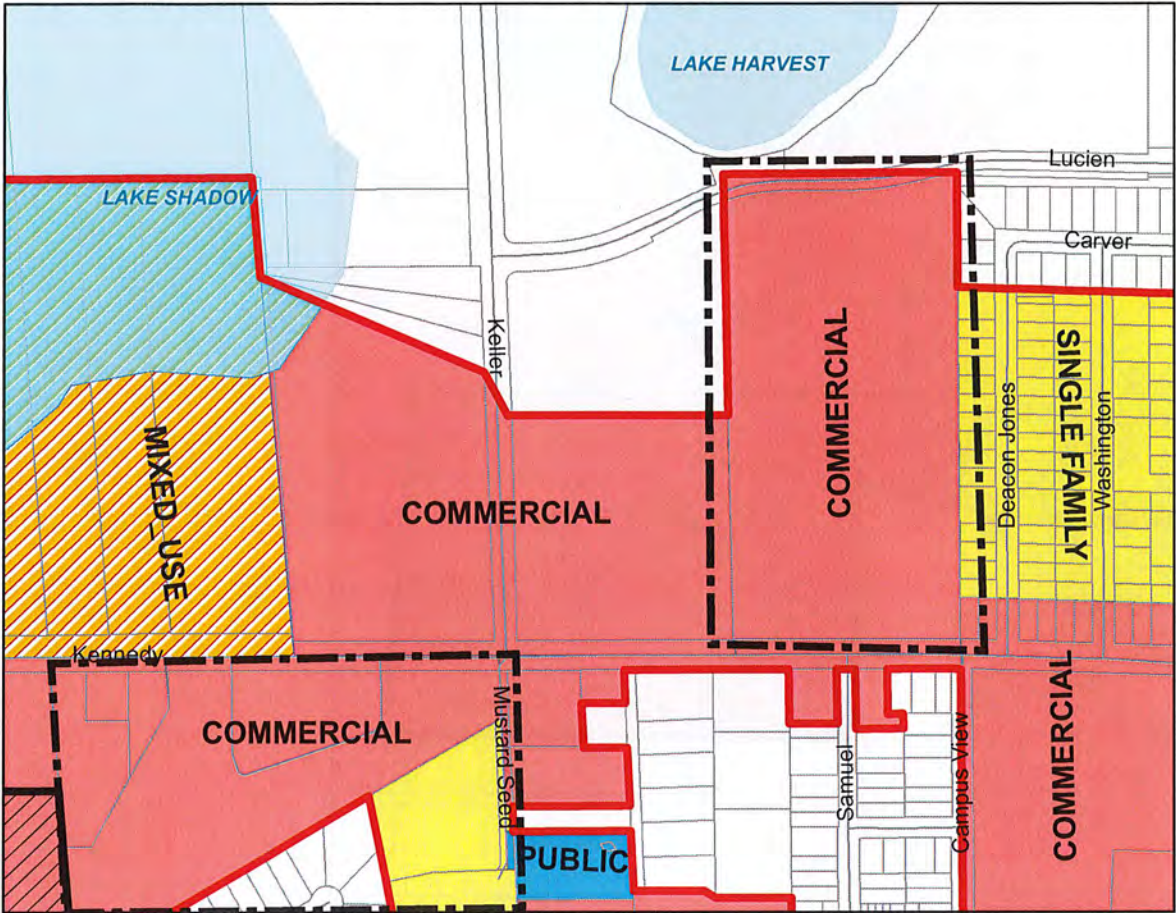 LAKE HARVEST
Lucien
LAKE SHADOW
Carver
Keller
COMMERCIAL
SINGLE FAMILY
Deacon Jones
Washington
MIXED_USE
COMMERCIAL
Kennedy
COMMERCIAL
Mustard Seed
Samuel
Campus View
COMMERCIAL
PUBLIC